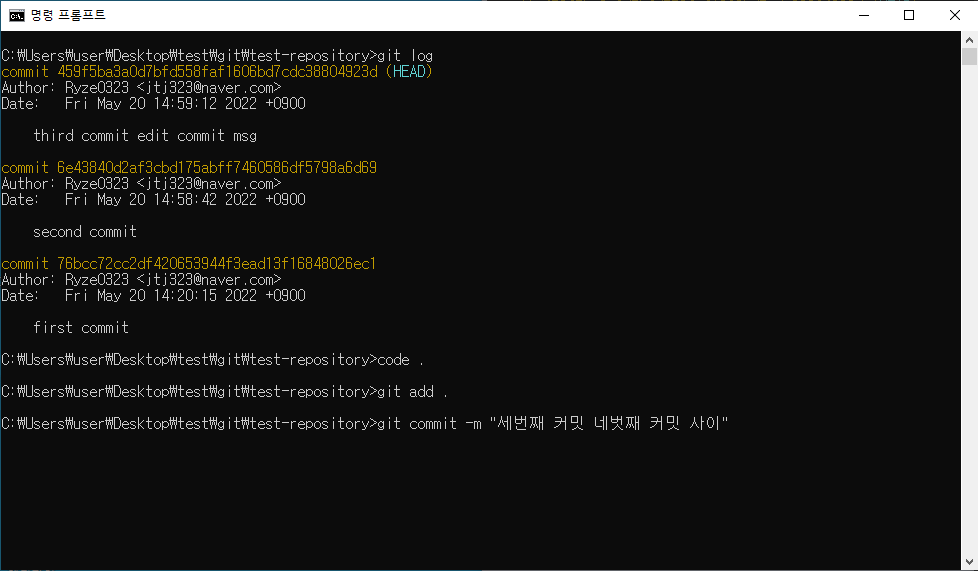 명령 프롬프트
C:\Users\user\Desktop\test\git\test-repository>git log
commit 459f5ba3a0d7bfd558faf1606bd7cdc38804923d (HEAD)
Author: Ryze0323 <jtj323@naver.com>
Date:   Fri May 20 14:59:12 2022 +0900
third commit edit commit msg
commit 6e43840d2af3cbd175abff7460586df5798a6d69
Author: Ryze0323 <jtj323@naver.com>
Date:   Fri May 20 14:58:42 2022 +0900
second commit
commit 76bcc72cc2df420653944f3ead13f16848026ec1
Author: Ryze0323 <jtj323@naver.com>
Date:   Fri May 20 14:20:15 2022 +0900
first commit
C:₩Users₩user₩Desktop₩test₩git₩test-repository>code .
C:₩Users₩user₩Desktop₩test₩git₩test-repository>git add .
C:₩Users₩user₩Desktop₩test₩git₩test-repository>git commit -m "세번째 커밋 네벗째 커밋 사이"